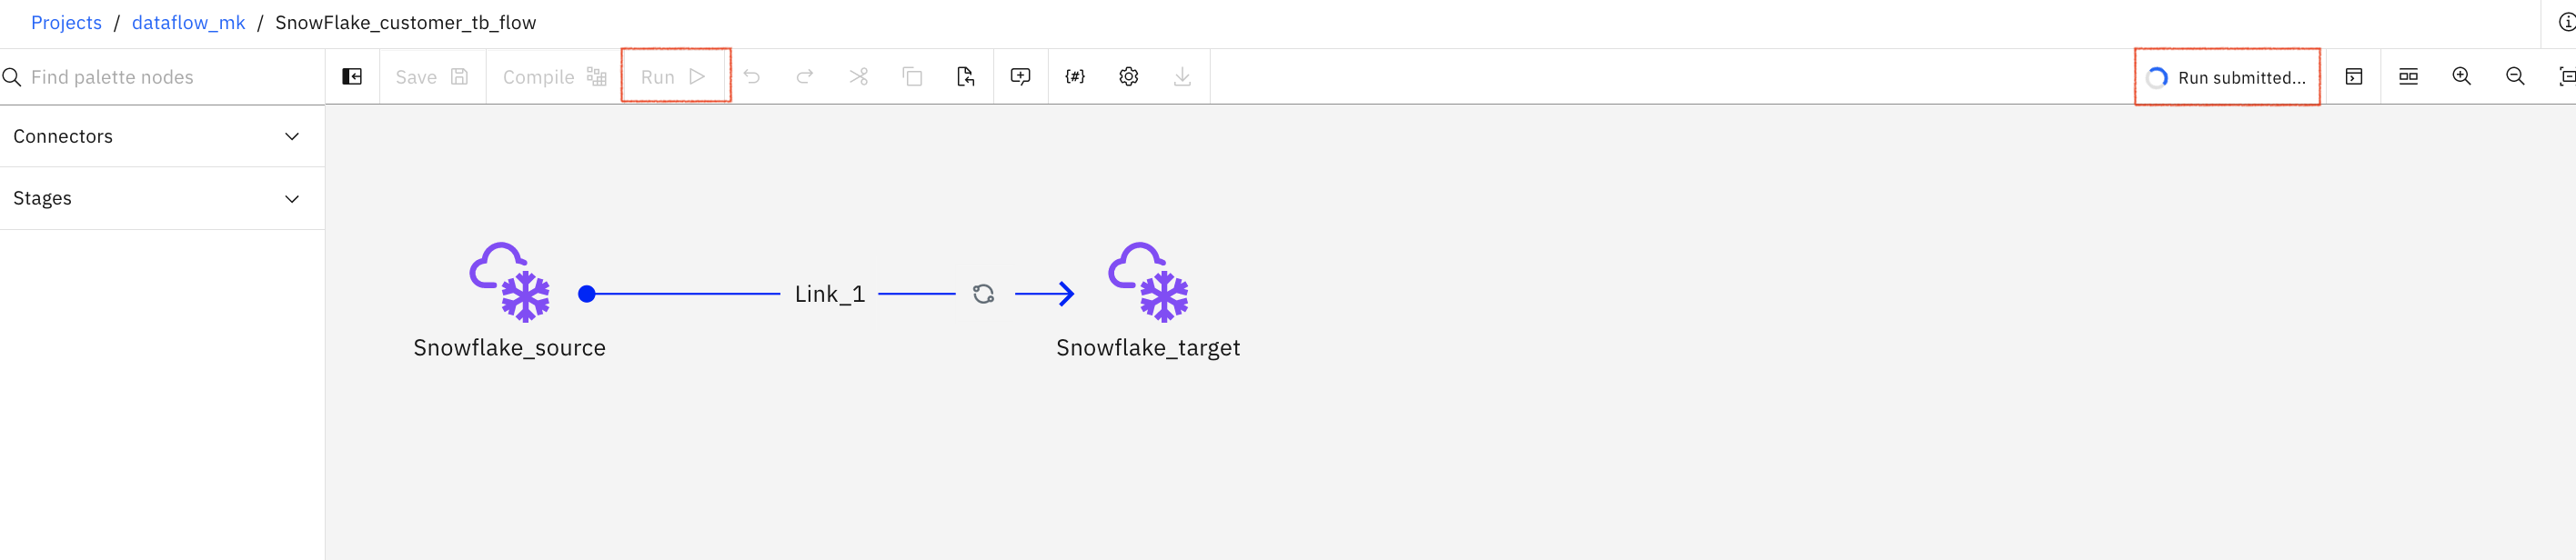 Projects / dataflow_mk / SnowFlake_customer_tb_flow
Find palette nodes
Save
Compile
Run
{#}
Run submitted...
Connectors
Stages
Link_1
Snowflake_source
Snowflake_target